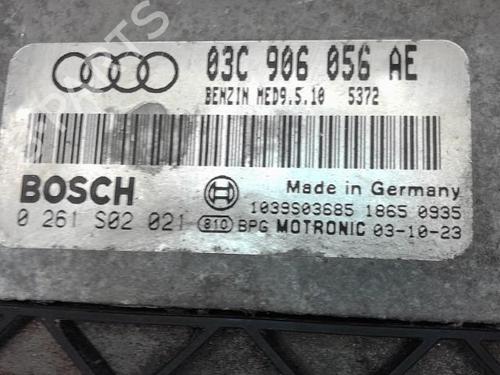 03C 906 056 AE
BENZIN MED9.5.10 5372
BOSCH
Made in Germany
1039S03685 1865 0935
0 261 S02 021 810 BPG MOTRONIC 03-10-23